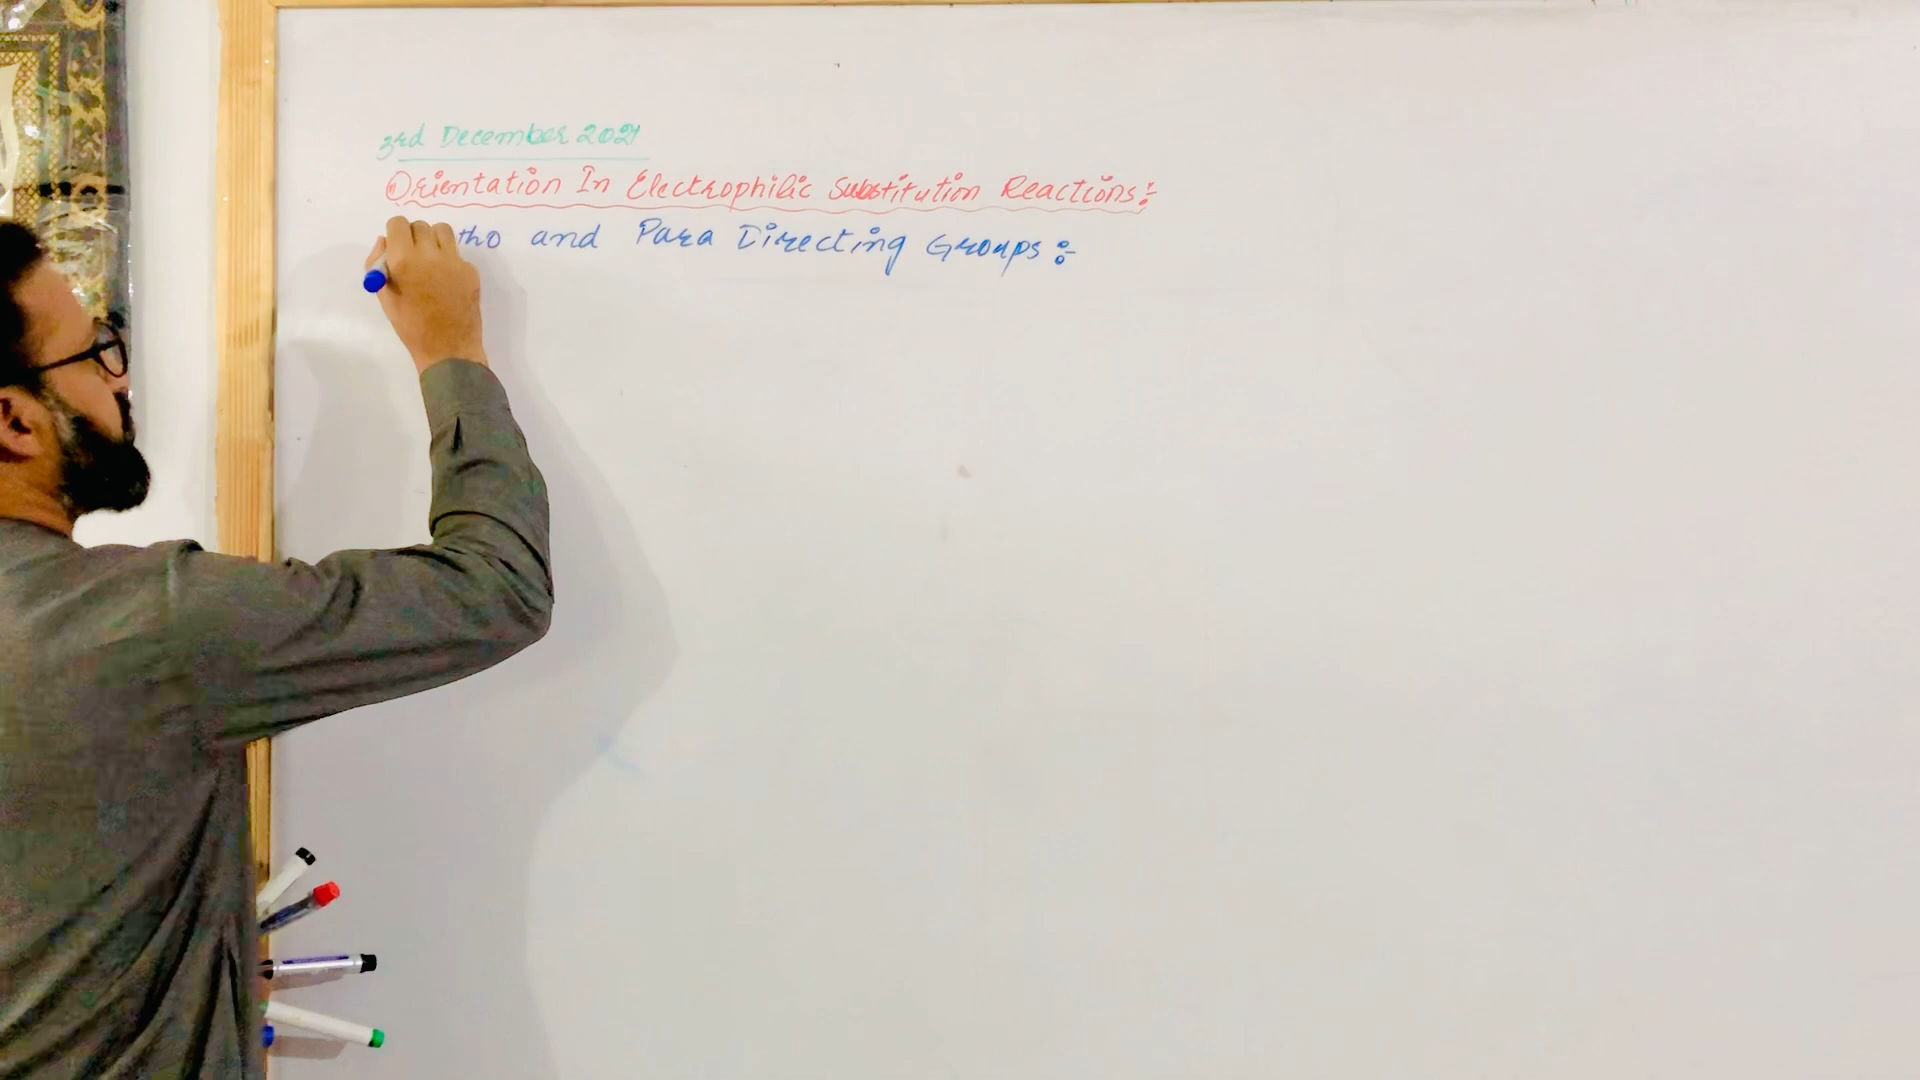 3rd December 2021
Orientation In Electrophilic Substitution Reactions:-
tho and Para Directing Groups:-